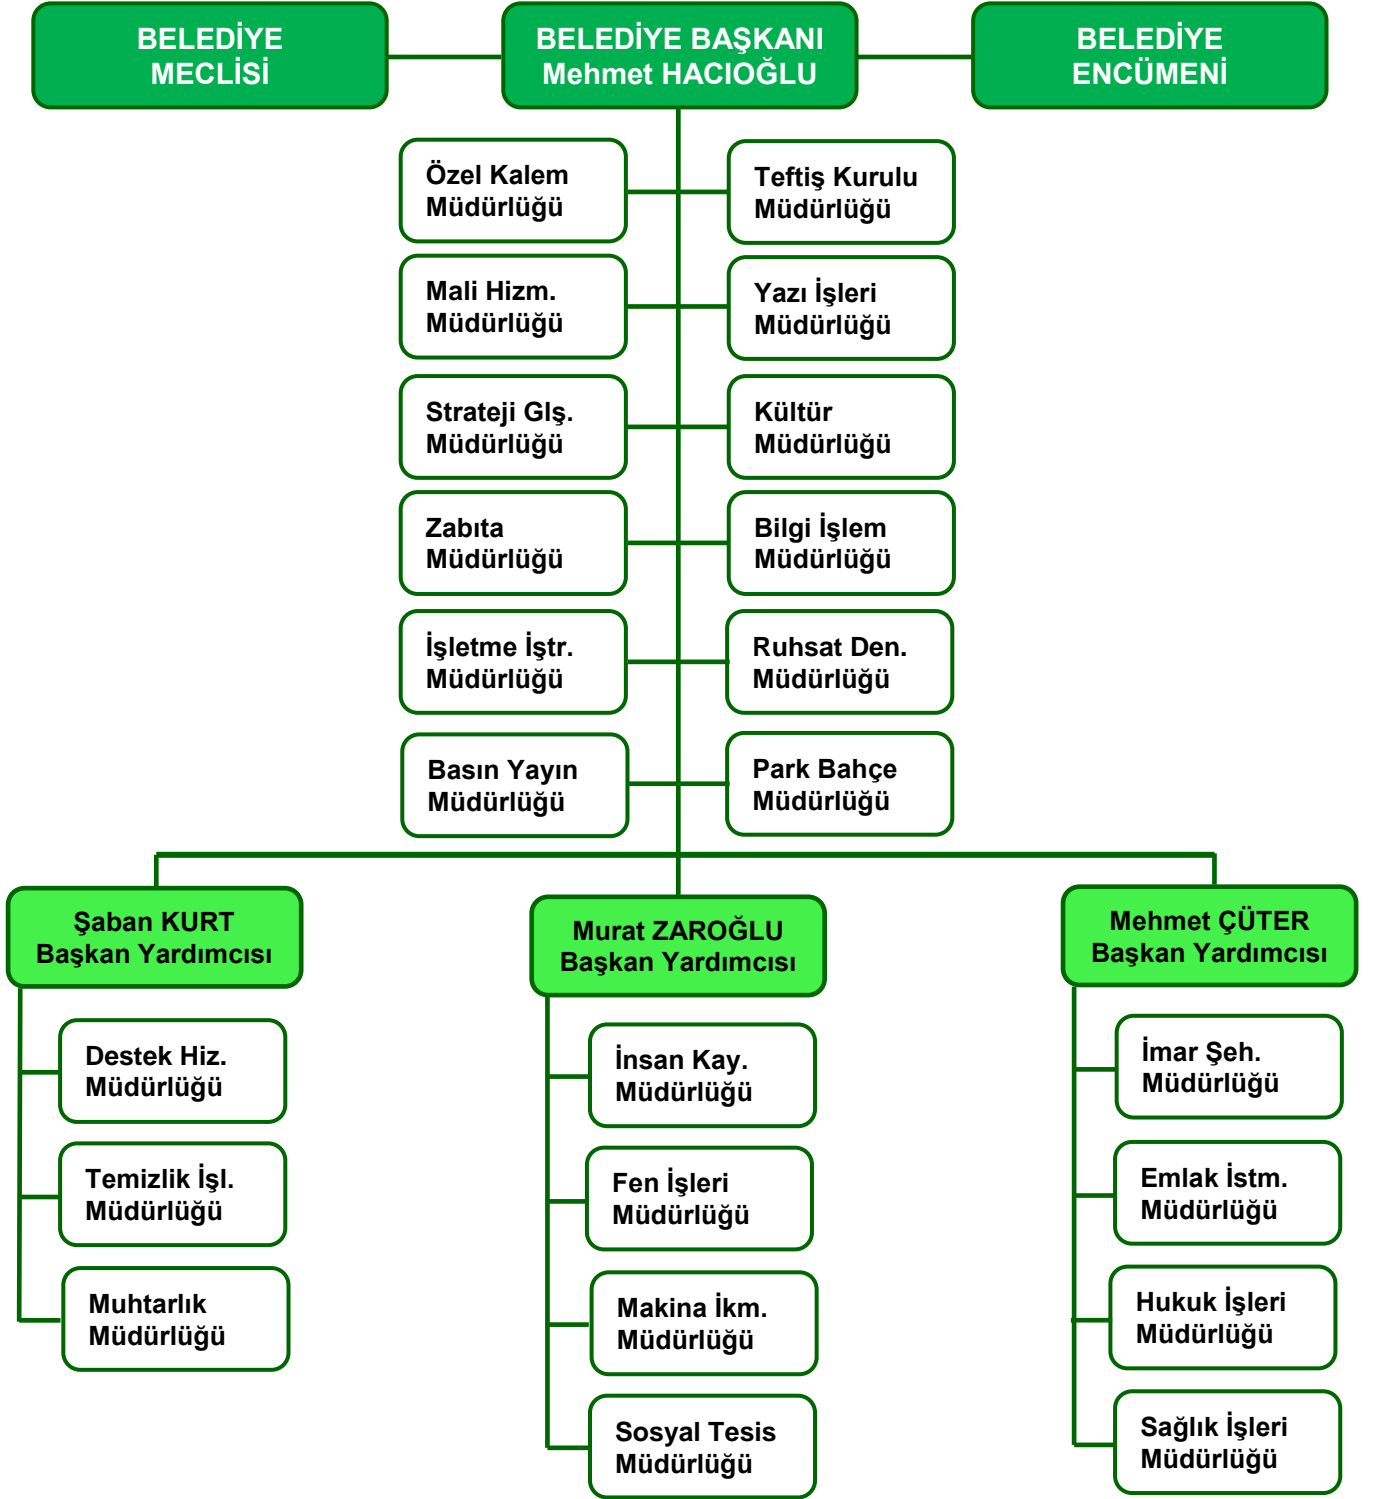 BELEDİYE
MECLİSİ
BELEDİYE BAŞKANI
Mehmet HACIOĞLU
BELEDİYE
ENCÜMENİ
Özel Kalem
Müdürlüğü
Teftiş Kurulu
Müdürlüğü
Mali Hizm.
Müdürlüğü
Yazı İşleri
Müdürlüğü
Strateji Glş.
Müdürlüğü
Kültür
Müdürlüğü
Zabıta
Müdürlüğü
Bilgi İşlem
Müdürlüğü
İşletme İştr.
Müdürlüğü
Ruhsat Den.
Müdürlüğü
Basın Yayın
Müdürlüğü
Park Bahçe
Müdürlüğü
Şaban KURT
Başkan Yardımcısı
Destek Hiz.
Müdürlüğü
Temizlik İşl.
Müdürlüğü
Muhtarlık
Müdürlüğü
Murat ZAROĞLU
Başkan Yardımcısı
İnsan Kay.
Müdürlüğü
Fen İşleri
Müdürlüğü
Makina İkm.
Müdürlüğü
Sosyal Tesis
Müdürlüğü
Mehmet ÇÜTER
Başkan Yardımcısı
İmar Şeh.
Müdürlüğü
Emlak İstm.
Müdürlüğü
Hukuk İşleri
Müdürlüğü
Sağlık İşleri
Müdürlüğü